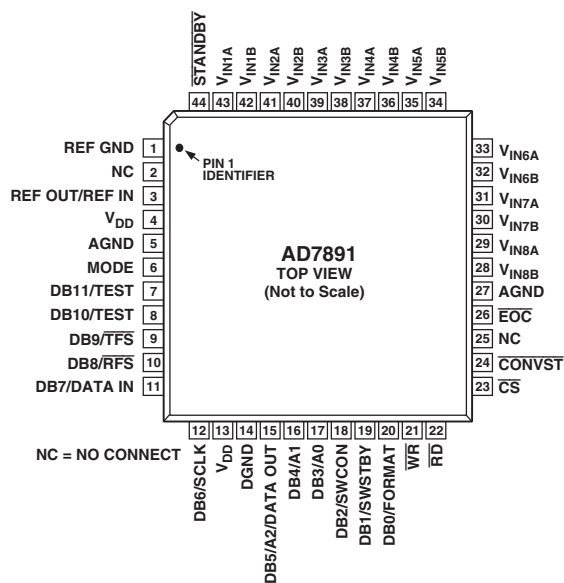 STANDBY
VIN1A
VIN1B
VIN2A
VIN2B
VIN3A
VIN3B
VIN4A
VIN4B
VIN5A
VIN5B
44 43 42 41 40 39 38 37 36 35 34
REF GND 1
NC 2
REF OUT/REF IN 3
VDD 4
AGND 5
MODE 6
DB11/TEST 7
DB10/TEST 8
DB9/TFS 9
DB8/RFS 10
DB7/DATA IN 11
PIN 1
IDENTIFIER
AD7891
TOP VIEW
(Not to Scale)
33 VIN6A
32 VIN6B
31 VIN7A
30 VIN7B
29 VIN8A
28 VIN8B
27 AGND
26 EOC
25 NC
24 CONVST
23 CS
12 13 14 15 16 17 18 19 20 21 22
NC = NO CONNECT
DB6/SCLK
VDD
DGND
DB5/A2/DATA OUT
DB4/A1
DB3/A0
DB2/SWCON
DB1/SWSTBY
DB0/FORMAT
WR
RD